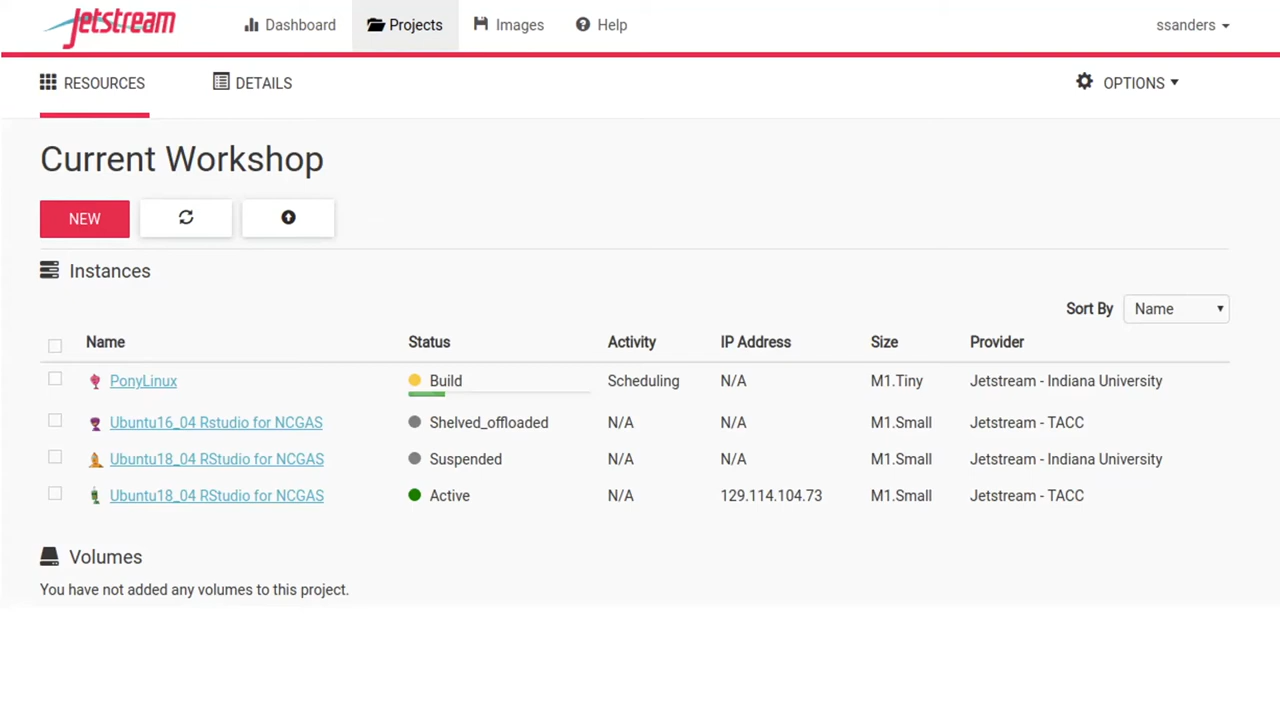 Jetstream Dashboard Projects Images Help ssanders
RESOURCES DETAILS OPTIONS
Current Workshop
NEW
Instances
Sort By Name
Name Status Activity IP Address Size Provider
PonyLinux Build Scheduling N/A M1.Tiny Jetstream - Indiana University
Ubuntu16_04 Rstudio for NCGAS Shelved_offloaded N/A N/A M1.Small Jetstream - TACC
Ubuntu18_04 RStudio for NCGAS Suspended N/A N/A M1.Small Jetstream - Indiana University
Ubuntu18_04 RStudio for NCGAS Active N/A 129.114.104.73 M1.Small Jetstream - TACC
Volumes
You have not added any volumes to this project.